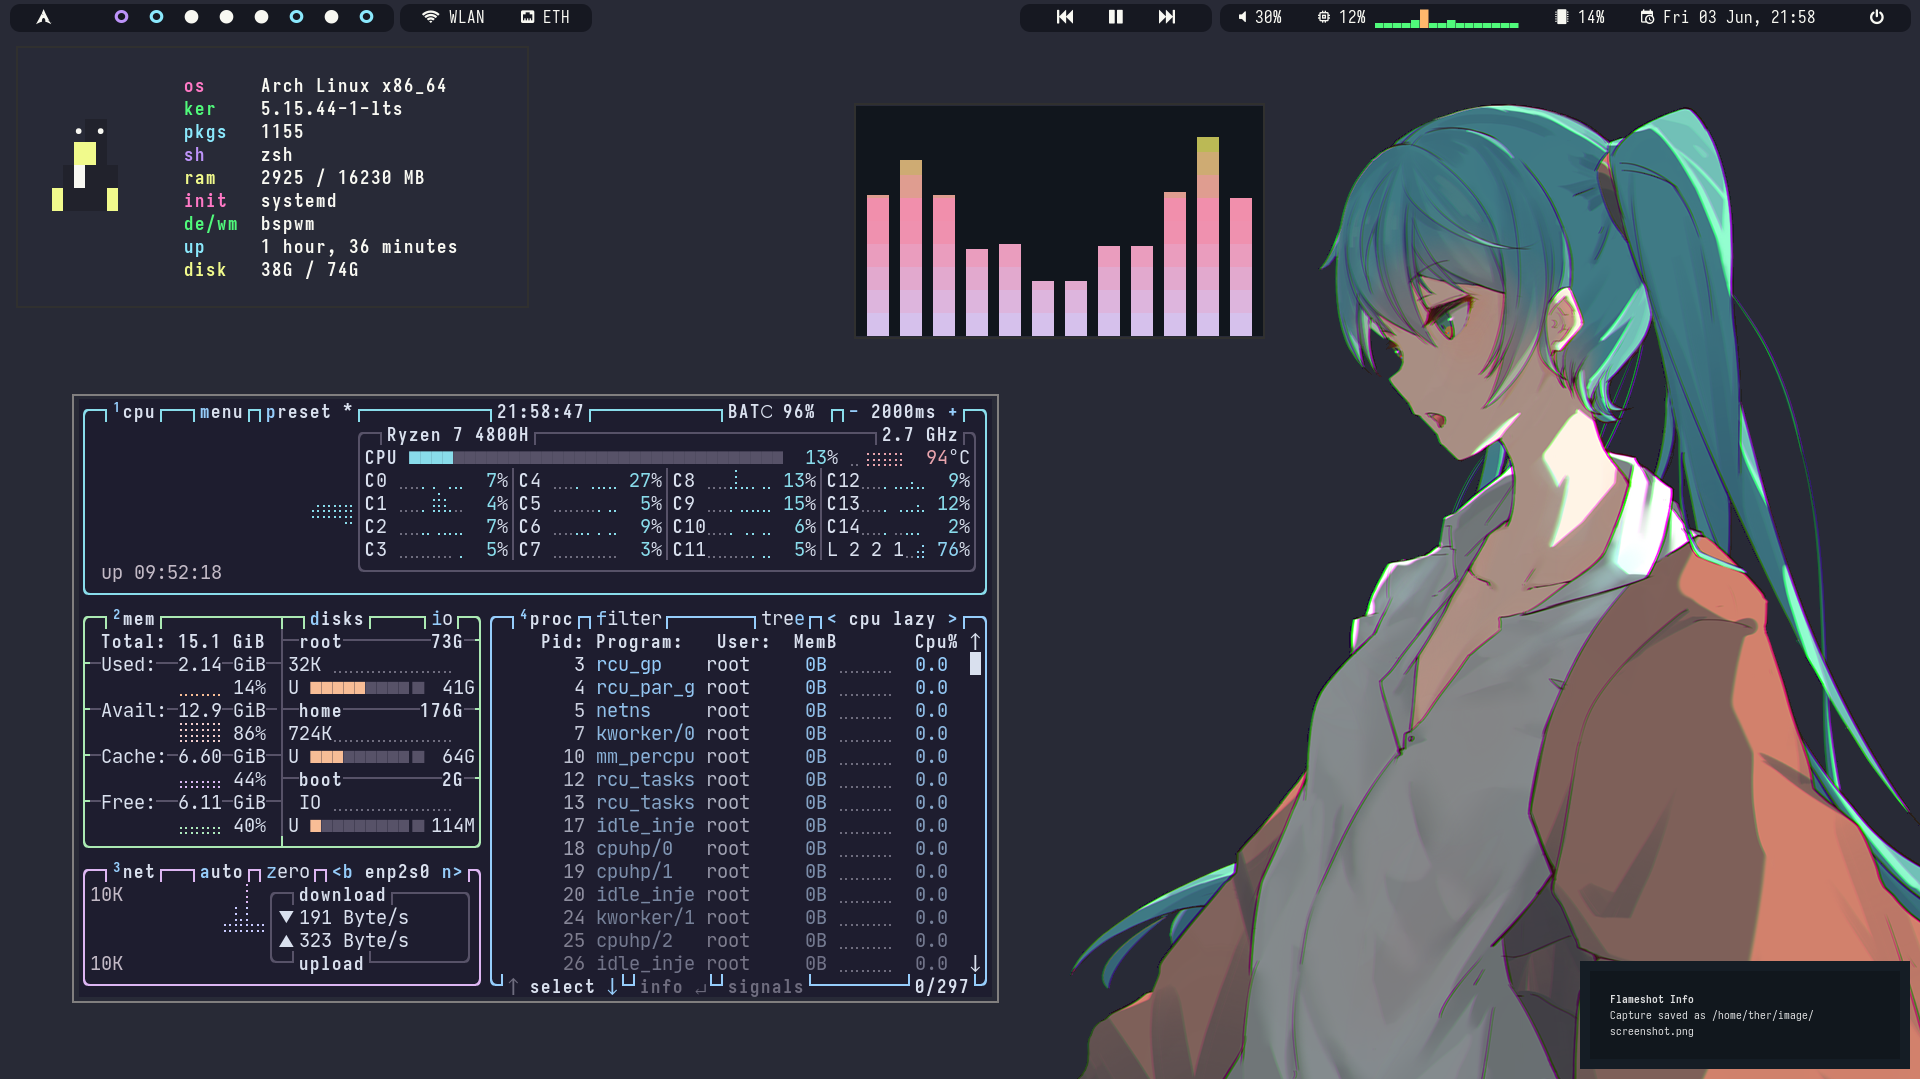 WLAN ETH 30% 12% 14% Fri 03 Jun, 21:58
os Arch Linux x86_64
ker 5.15.44-1-lts
pkgs 1155
sh zsh
ram 2925 / 16230 MB
init systemd
de/wm bspwm
up 1 hour, 36 minutes
disk 38G / 74G
1cpu menu preset * 21:58:47 BATC 96% - 2000ms +
Ryzen 7 4800H 2.7 GHz
CPU 13% 94°C
C0 7% C4 27% C8 13% C12 9%
C1 4% C5 5% C9 15% C13 12%
C2 7% C6 9% C10 6% C14 2%
C3 5% C7 3% C11 5% L 2 2 1 76%
up 09:52:18
2mem disks io
Total: 15.1 GiB root 73G
Used: 2.14 GiB 32K
14% U 41G
Avail: 12.9 GiB home 176G
86% 724K
Cache: 6.60 GiB U 64G
44% boot 2G
Free: 6.11 GiB IO
40% U 114M
3net auto zero <b enp2s0 n>
10K download
▼ 191 Byte/s
▲ 323 Byte/s
10K upload
4proc filter tree < cpu lazy >
Pid: Program: User: MemB Cpu% ↑
3 rcu_gp root 0B 0.0
4 rcu_par_g root 0B 0.0
5 netns root 0B 0.0
7 kworker/0 root 0B 0.0
10 mm_percpu root 0B 0.0
12 rcu_tasks root 0B 0.0
13 rcu_tasks root 0B 0.0
17 idle_inje root 0B 0.0
18 cpuhp/0 root 0B 0.0
19 cpuhp/1 root 0B 0.0
20 idle_inje root 0B 0.0
24 kworker/1 root 0B 0.0
25 cpuhp/2 root 0B 0.0
26 idle_inje root 0B 0.0 ↓
↑ select ↓ info ↵ signals 0/297
Flameshot Info
Capture saved as /home/ther/image/
screenshot.png